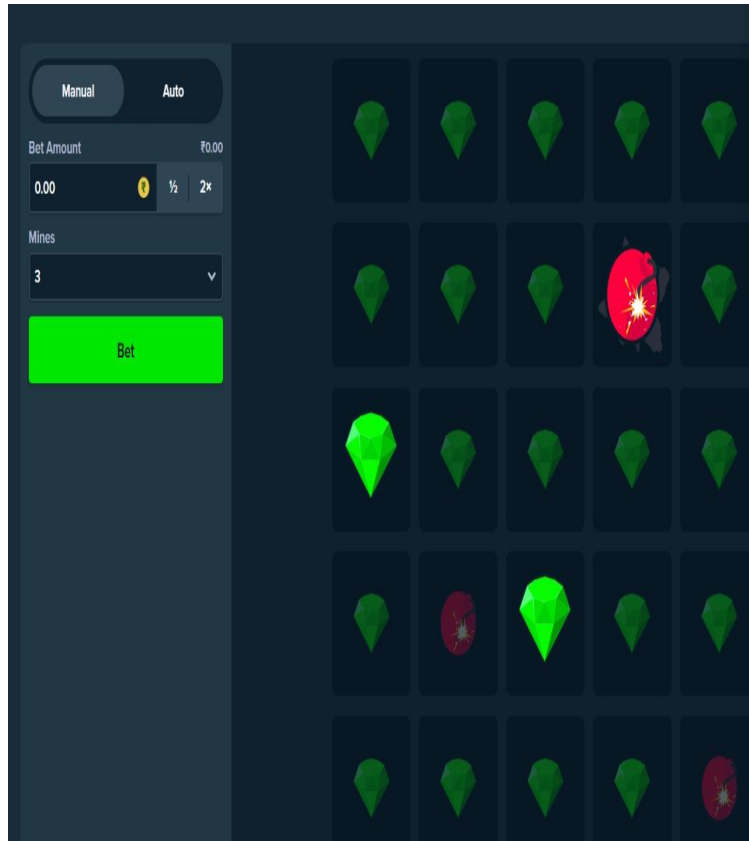 Manual Auto
Bet Amount ₹0.00
0.00 ₹ ½ 2×
Mines
3
Bet